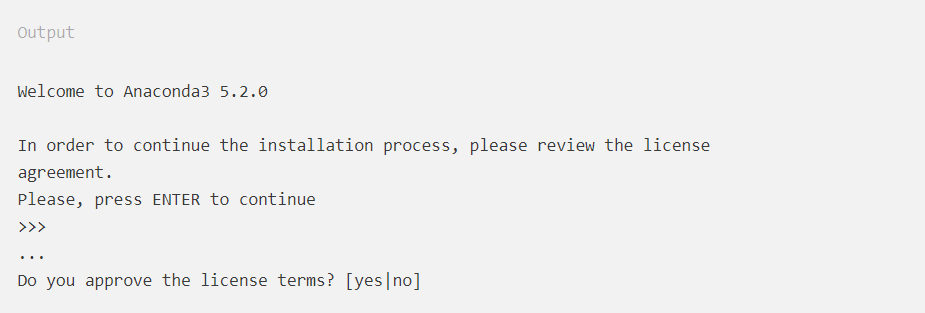 Output
Welcome to Anaconda3 5.2.0
In order to continue the installation process, please review the license
agreement.
Please, press ENTER to continue
>>>
...
Do you approve the license terms? [yes|no]